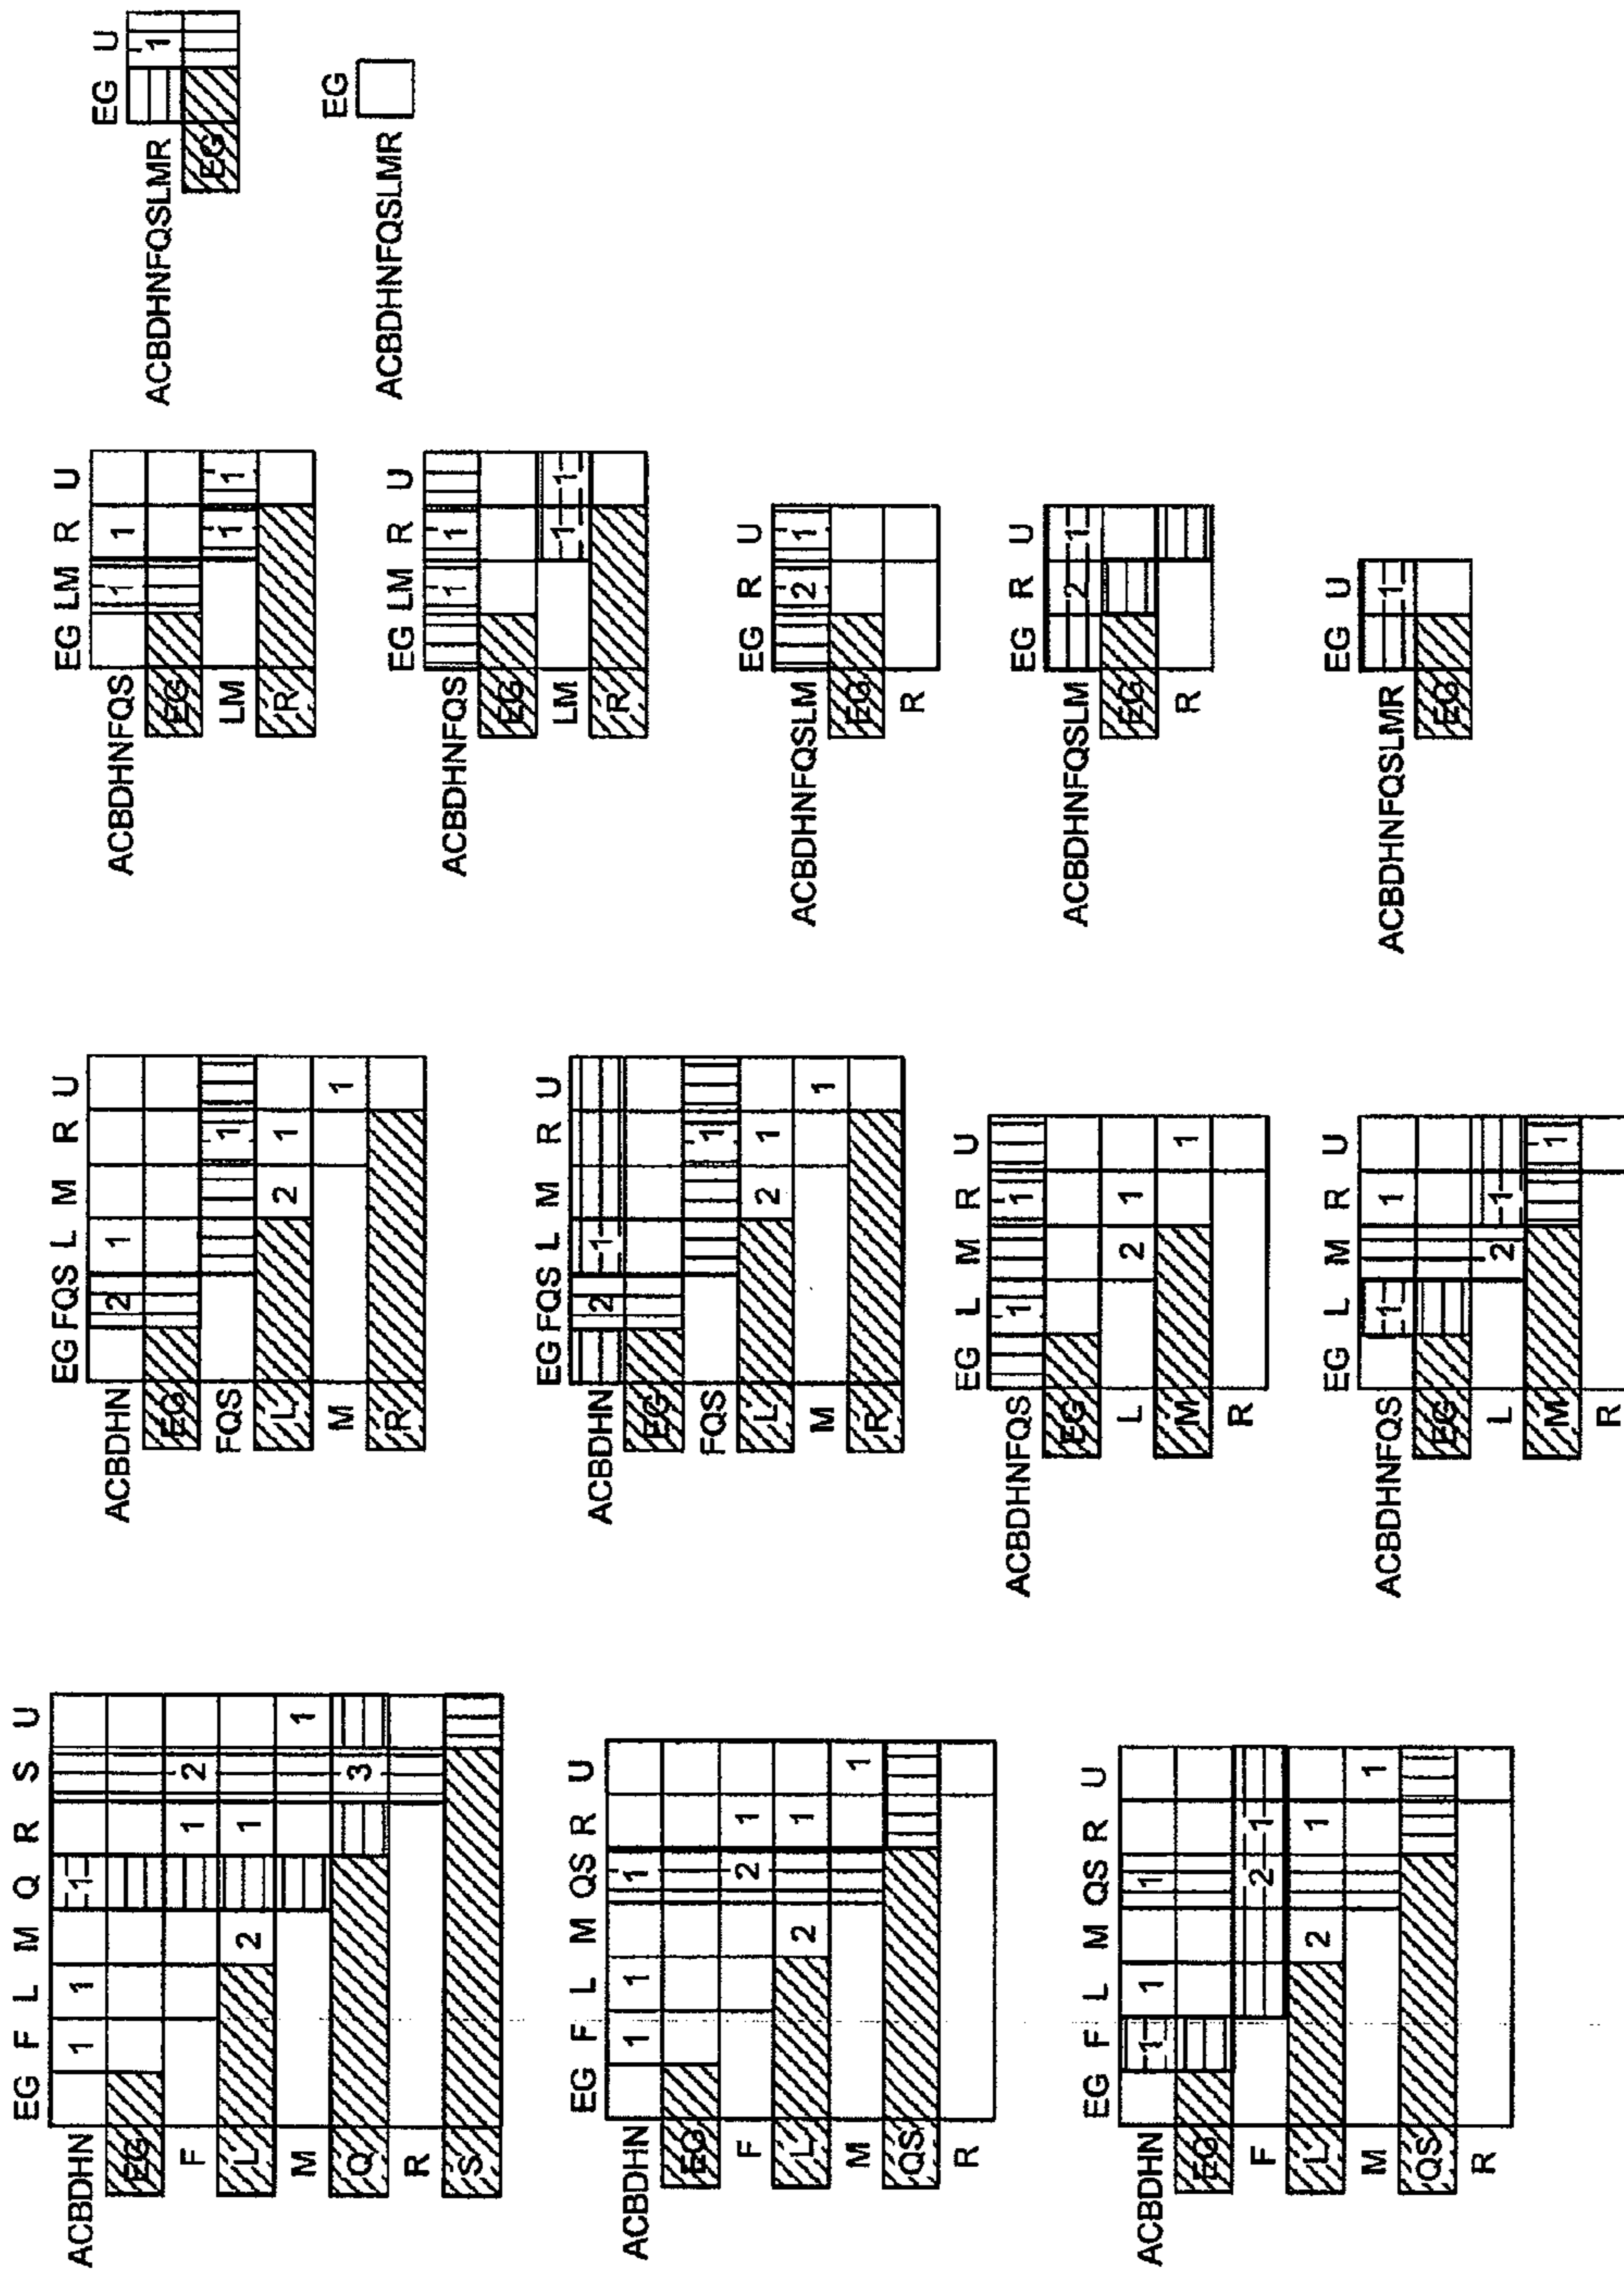 EG F L M Q R S U
ACBDHN 1 1 1
EG
F 1 2
L 2 1
M 1
Q 3
R
S
EG F L M QS R U
ACBDHN 1 1 1
EG
F 2 1
L 2 1
M 1
QS
R
EG F L M QS R U
ACBDHN 1 1 1
EG
F 2 1
L 2 1
M 1
QS
R
EG FQS L M R U
ACBDHN 2 1
EG
FQS 1
L 2 1
M 1
R
EG FQS L M R U
ACBDHN 2 1
EG
FQS 1
L 2 1
M 1
R
EG L M R U
ACBDHNFQS 1 1
EG
L 2 1
M 1
R
EG L M R U
ACBDHNFQS 1 1
EG
L 2 1
M 1
R
EG LM R U
ACBDHNFQS 1 1
EG
LM 1 1
R
EG LM R U
ACBDHNFQS 1 1
EG
LM 1 1
R
EG R U
ACBDHNFQSLM 2 1
EG
R
EG R U
ACBDHNFQSLM 2 1
EG
R
EG U
ACBDHNFQSLMR 1
EG
EG U
ACBDHNFQSLMR 1
EG
EG
ACBDHNFQSLMR